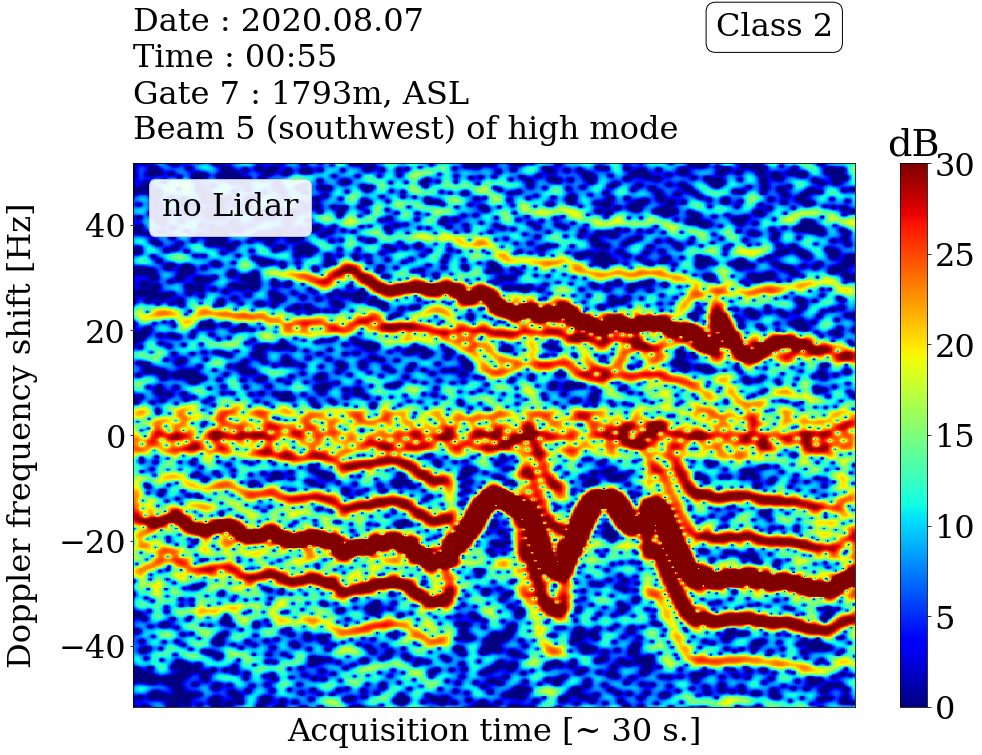 Date : 2020.08.07
Time : 00:55
Gate 7 : 1793m, ASL
Beam 5 (southwest) of high mode
Class 2
dB
no Lidar
Doppler frequency shift [Hz]
40
20
0
−20
−40
30
25
20
15
10
5
0
Acquisition time [~ 30 s.]